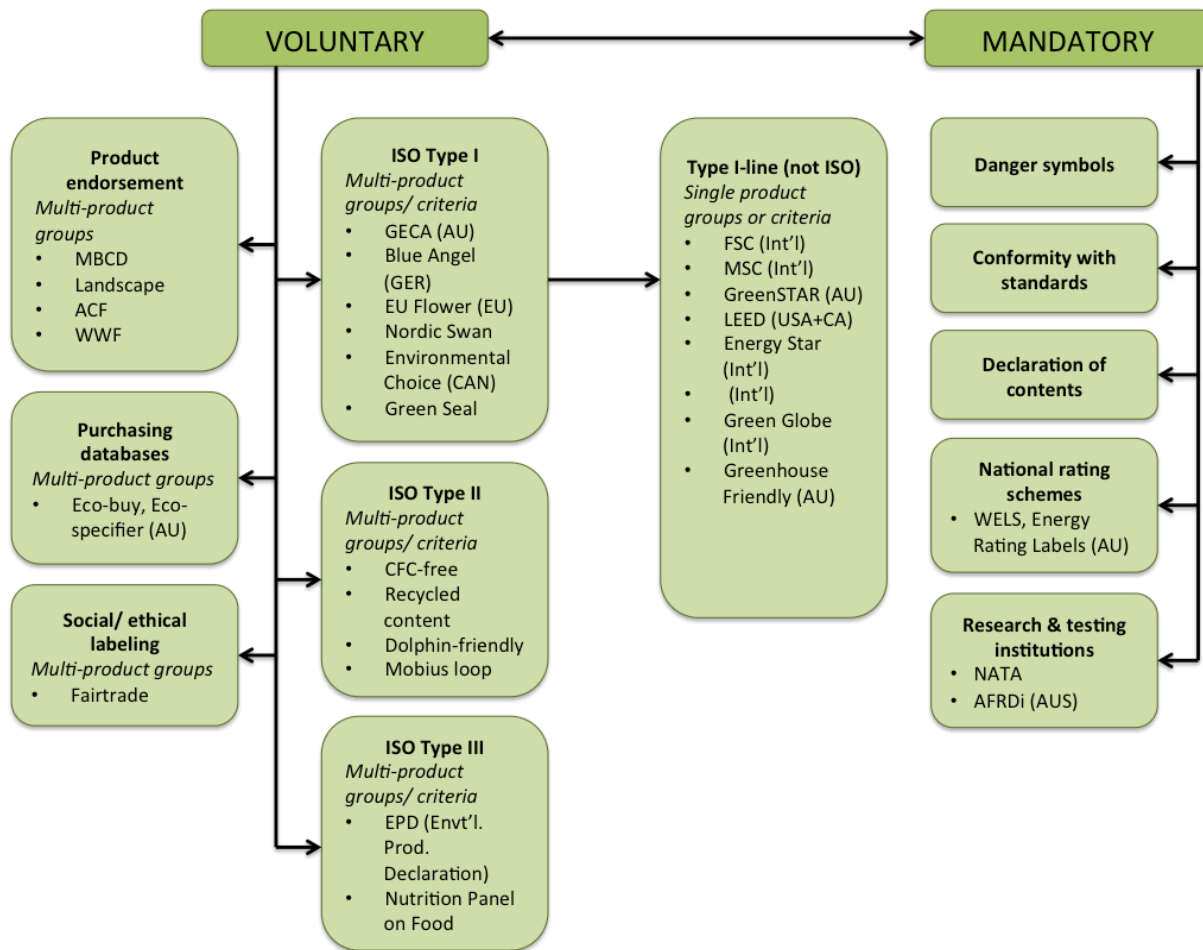 VOLUNTARY
MANDATORY
Product
endorsement
Multi-product
groups
• MBCD
• Landscape
• ACF
• WWF
Purchasing
databases
Multi-product groups
• Eco-buy, Eco-
specifier (AU)
Social/ ethical
labeling
Multi-product groups
• Fairtrade
ISO Type I
Multi-product
groups/ criteria
• GECA (AU)
• Blue Angel
(GER)
• EU Flower (EU)
• Nordic Swan
• Environmental
Choice (CAN)
• Green Seal
ISO Type II
Multi-product
groups/ criteria
• CFC-free
• Recycled
content
• Dolphin-friendly
• Mobius loop
ISO Type III
Multi-product
groups/ criteria
• EPD (Envt’l.
Prod.
Declaration)
• Nutrition Panel
on Food
Type I-line (not ISO)
Single product
groups or criteria
• FSC (Int’l)
• MSC (Int’l)
• GreenSTAR (AU)
• LEED (USA+CA)
• Energy Star
(Int’l)
• (Int’l)
• Green Globe
(Int’l)
• Greenhouse
Friendly (AU)
Danger symbols
Conformity with
standards
Declaration of
contents
National rating
schemes
• WELS, Energy
Rating Labels (AU)
Research & testing
institutions
• NATA
• AFRDi (AUS)